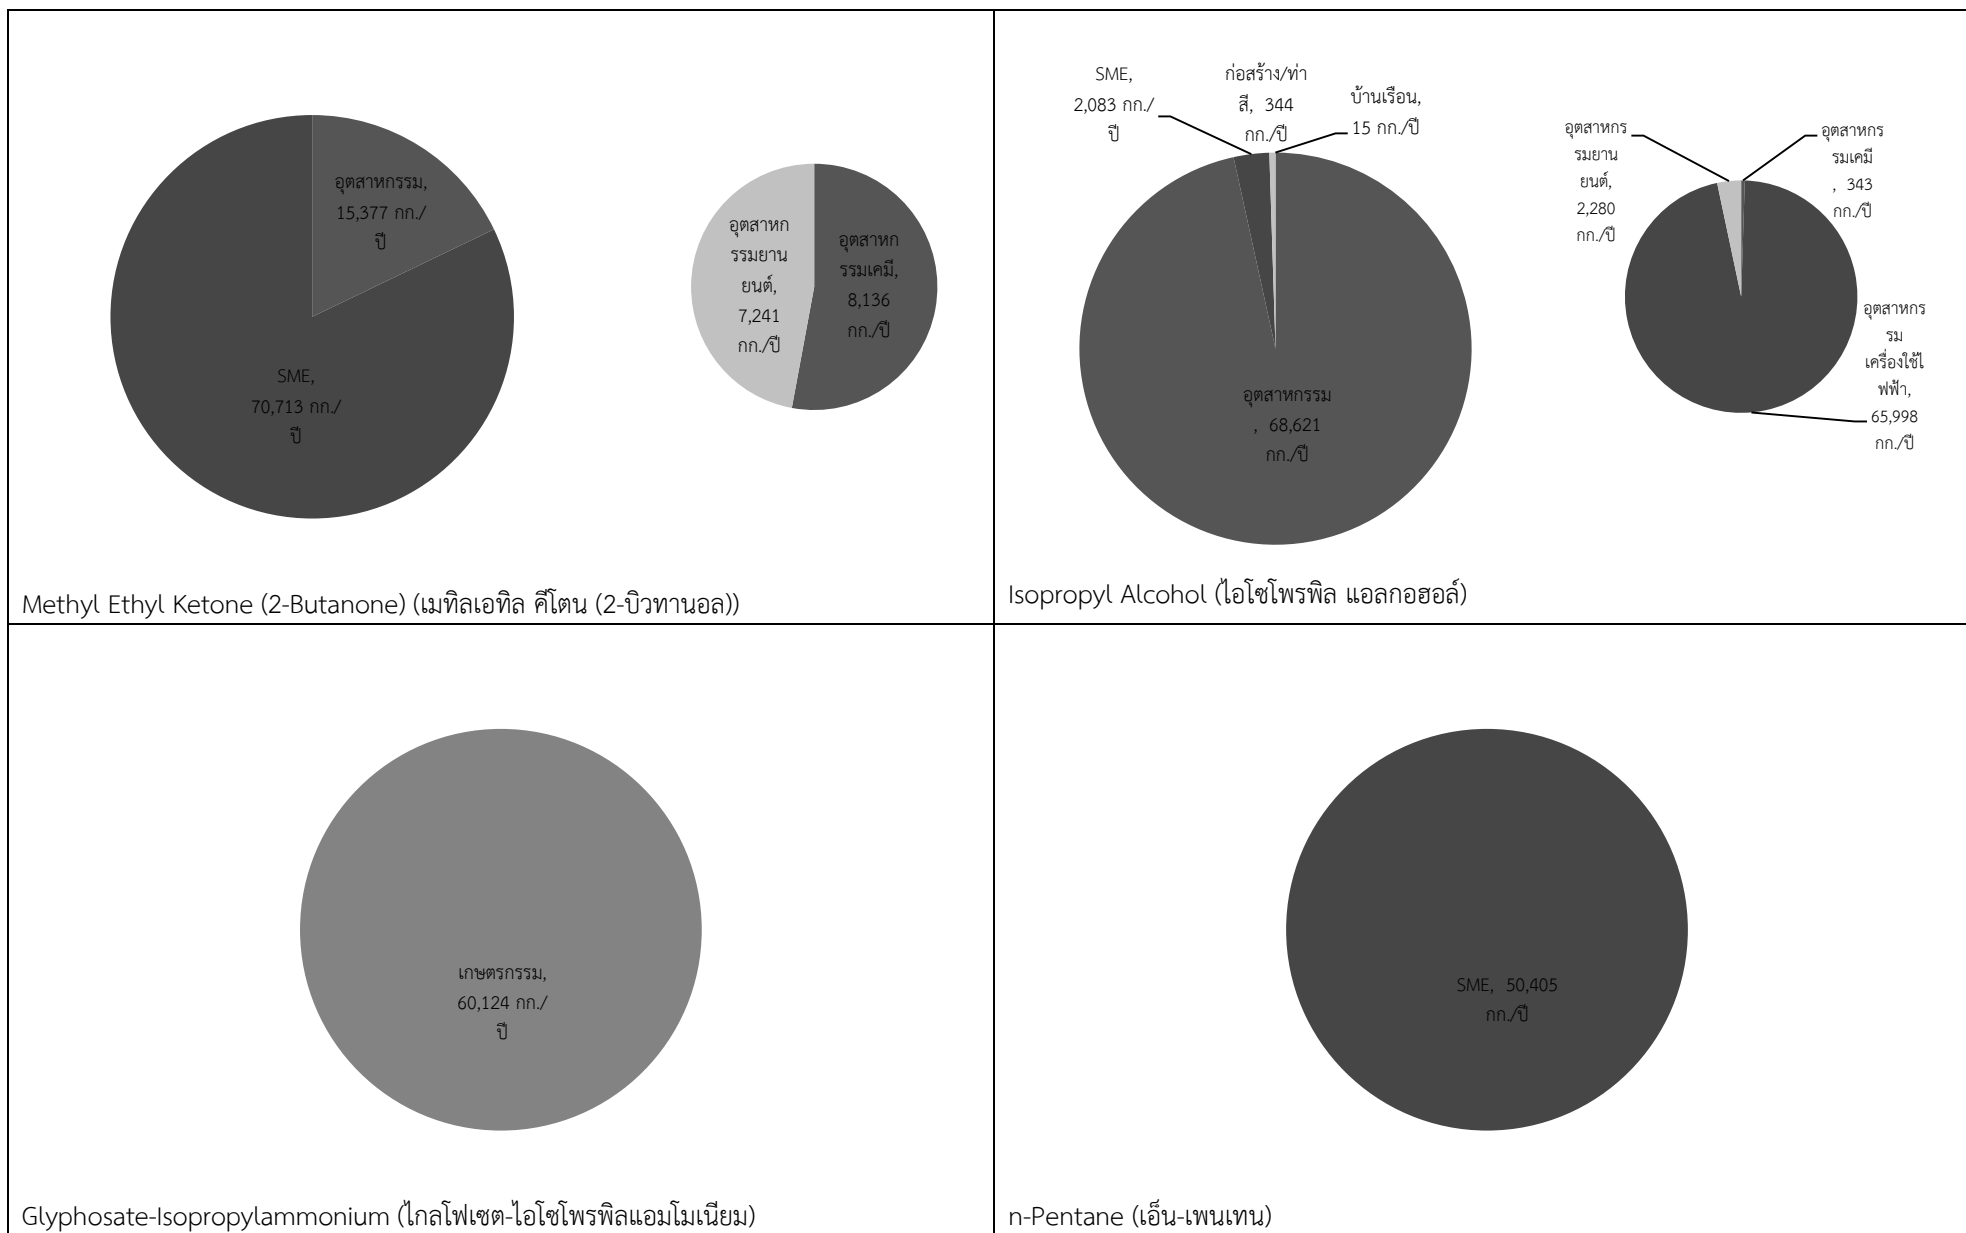 อุตสาหกรรม,
15,377 กก./
ปี
SME,
70,713 กก./
ปี
อุตสาหก
รรมยาน
ยนต์,
7,241
กก./ปี
อุตสาหก
รรมเคมี,
8,136
กก./ปี
Methyl Ethyl Ketone (2-Butanone) (เมทิลเอทิล คีโตน (2-บิวทานอล))
SME,
2,083 กก./
ปี
ก่อสร้าง/ทา
สี, 344
กก./ปี
บ้านเรือน,
15 กก./ปี
อุตสาหกรรม
, 68,621
กก./ปี
อุตสาหกร
รมยาน
ยนต์,
2,280
กก./ปี
อุตสาหกร
รมเคมี
, 343
กก./ปี
อุตสาหกร
รม
เครื่องใช้ไ
ฟฟ้า,
65,998
กก./ปี
Isopropyl Alcohol (ไอโซโพรพิล แอลกอฮอล์)
เกษตรกรรม,
60,124 กก./
ปี
Glyphosate-Isopropylammonium (ไกลโฟเซต-ไอโซโพรพิลแอมโมเนียม)
SME, 50,405
กก./ปี
n-Pentane (เอ็น-เพนเทน)